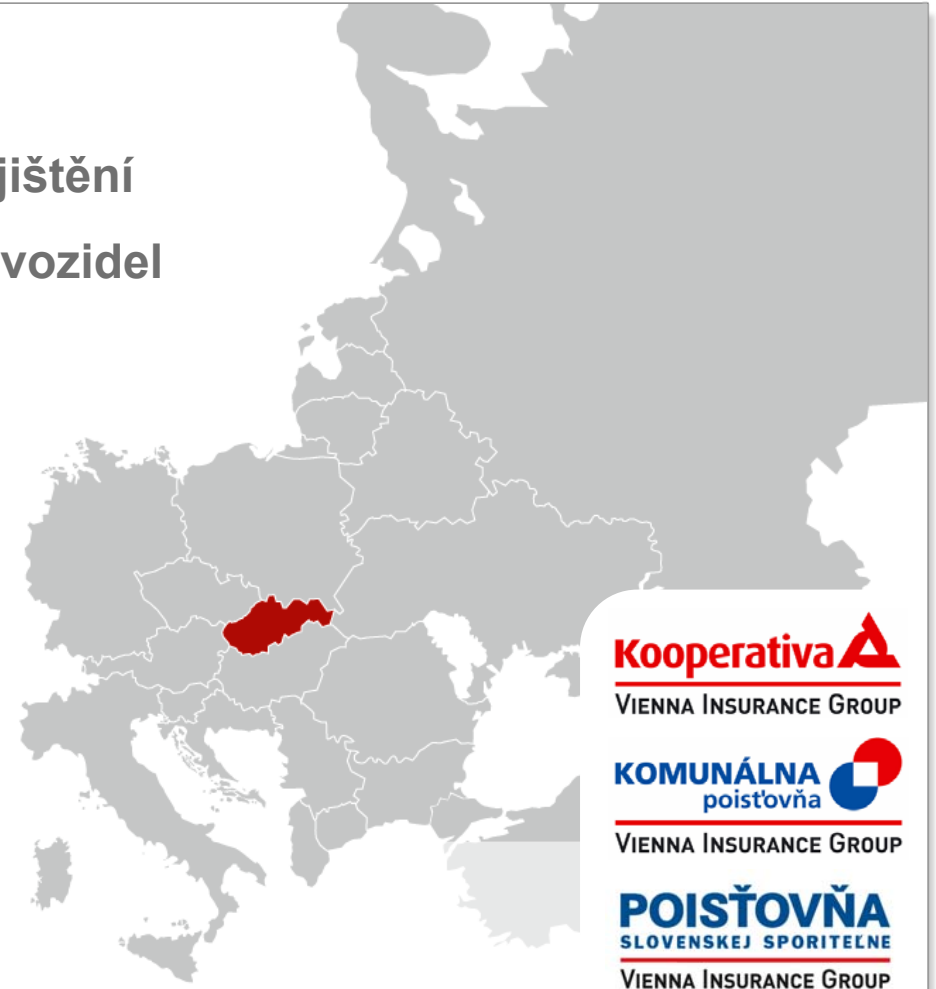 jištění
vozidel
Kooperativa
VIENNA INSURANCE GROUP
KOMUNÁLNA
poisťovňa
VIENNA INSURANCE GROUP
POISŤOVŇA
SLOVENSKEJ SPORITEĽNE
VIENNA INSURANCE GROUP